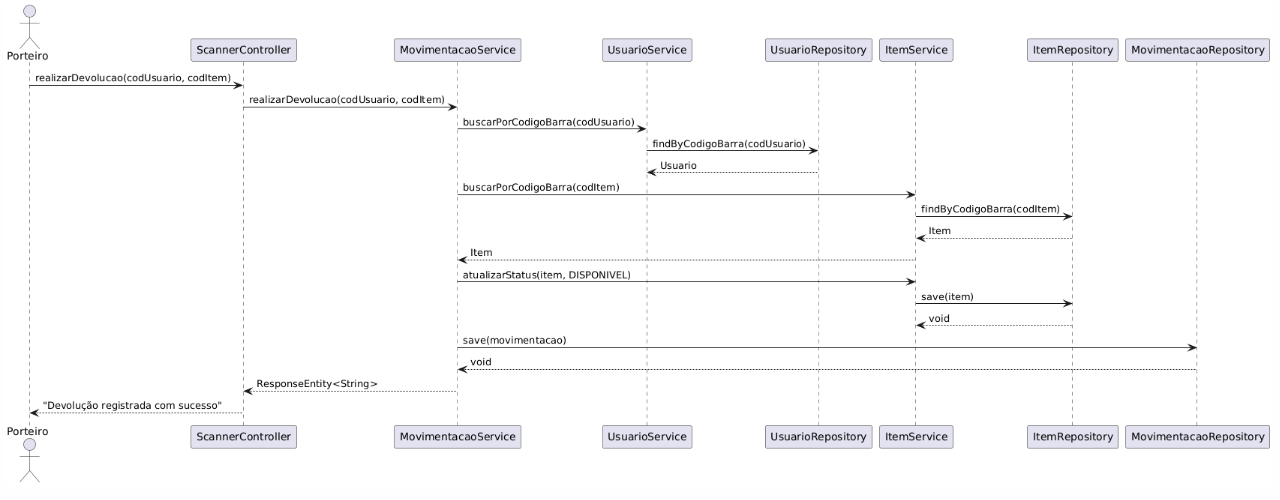 Porteiro
ScannerController
MovimentacaoService
UsuarioService
UsuarioRepository
ItemService
ItemRepository
MovimentacaoRepository
realizarDevolucao(codUsuario, codItem)
realizarDevolucao(codUsuario, codItem)
buscarPorCodigoBarra(codUsuario)
findByCodigoBarra(codUsuario)
Usuario
buscarPorCodigoBarra(codItem)
findByCodigoBarra(codItem)
Item
Item
atualizarStatus(item, DISPONIVEL)
save(item)
void
save(movimentacao)
void
ResponseEntity<String>
"Devolução registrada com sucesso"
Porteiro
ScannerController
MovimentacaoService
UsuarioService
UsuarioRepository
ItemService
ItemRepository
MovimentacaoRepository